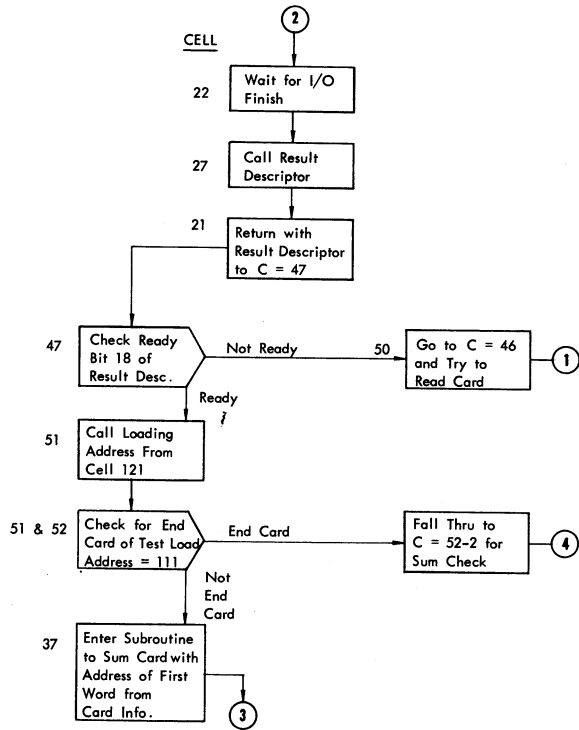 2
CELL
22
Wait for I/O
Finish
27
Call Result
Descriptor
21
Return with
Result Descriptor
to C = 47
47
Check Ready
Bit 18 of
Result Desc.
Not Ready
50
Go to C = 46
and Try to
Read Card
1
Ready
51
Call Loading
Address From
Cell 121
51 & 52
Check for End
Card of Test Load
Address = 111
End Card
Fall Thru to
C = 52-2 for
Sum Check
4
Not
End
Card
37
Enter Subroutine
to Sum Card with
Address of First
Word from
Card Info.
3